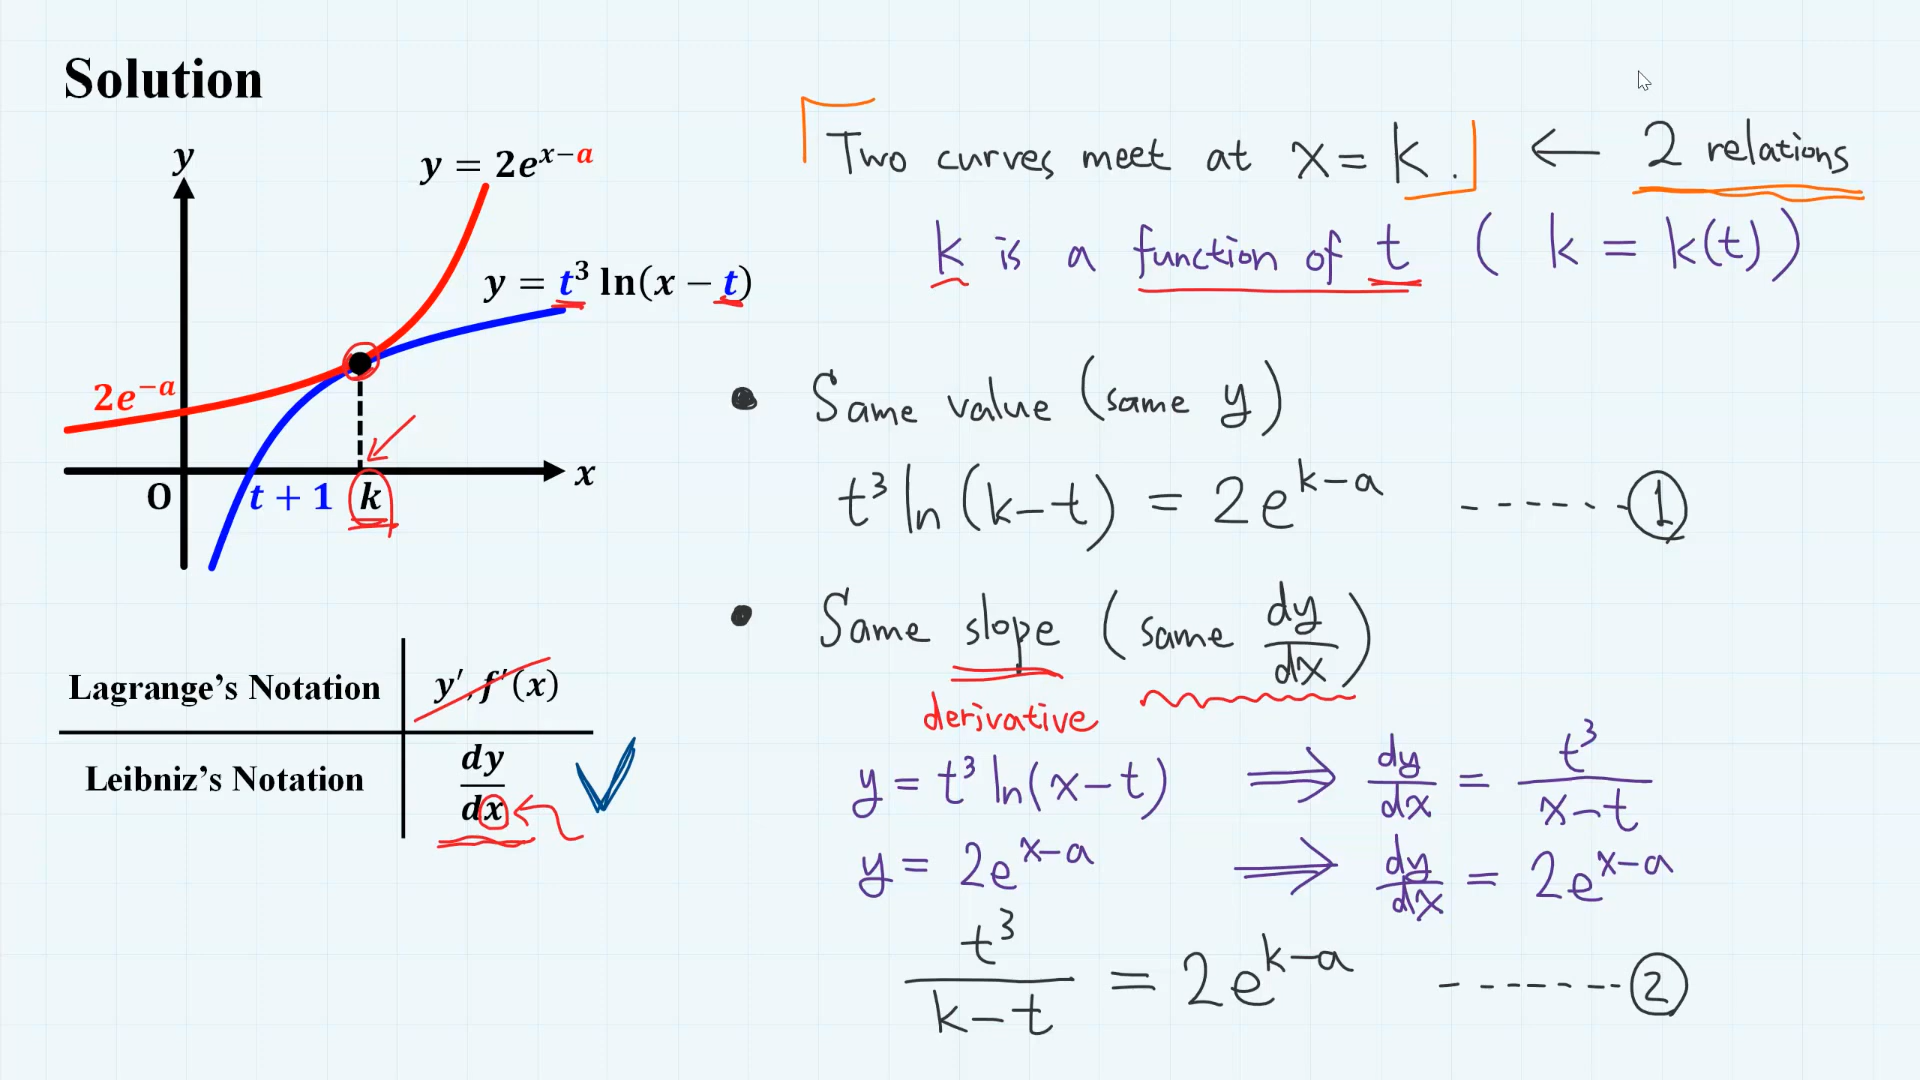 Solution
y
y = 2e^{x−a}
y = t³ ln(x − t)
2e^{−a}
O
t + 1
k
x
Lagrange's Notation y′, f′(x)
Leibniz's Notation dy/dx
Two curves meet at x = k. ← 2 relations
k is a function of t ( k = k(t) )
• Same value (same y)
t³ ln(k−t) = 2e^{k−a} ------ ①
• Same slope (same dy/dx)
derivative
y = t³ ln(x−t) ⟹ dy/dx = t³/(x−t)
y = 2e^{x−a} ⟹ dy/dx = 2e^{x−a}
t³/(k−t) = 2e^{k−a} ------- ②